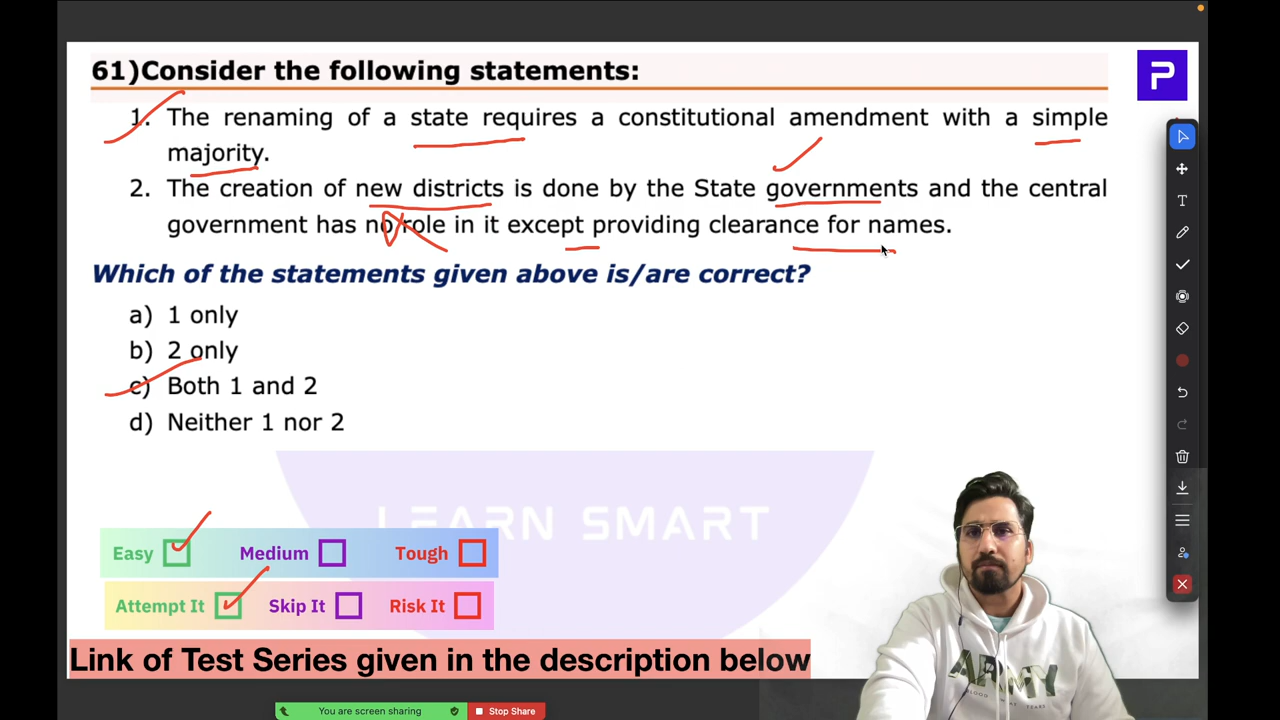 61)Consider the following statements:
1. The renaming of a state requires a constitutional amendment with a simple
majority.
2. The creation of new districts is done by the State governments and the central
government has no role in it except providing clearance for names.
Which of the statements given above is/are correct?
a) 1 only
b) 2 only
c) Both 1 and 2
d) Neither 1 nor 2
LEARN SMART
Easy Medium Tough
Attempt It Skip It Risk It
Link of Test Series given in the description below
ARMY
You are screen sharing Stop Share